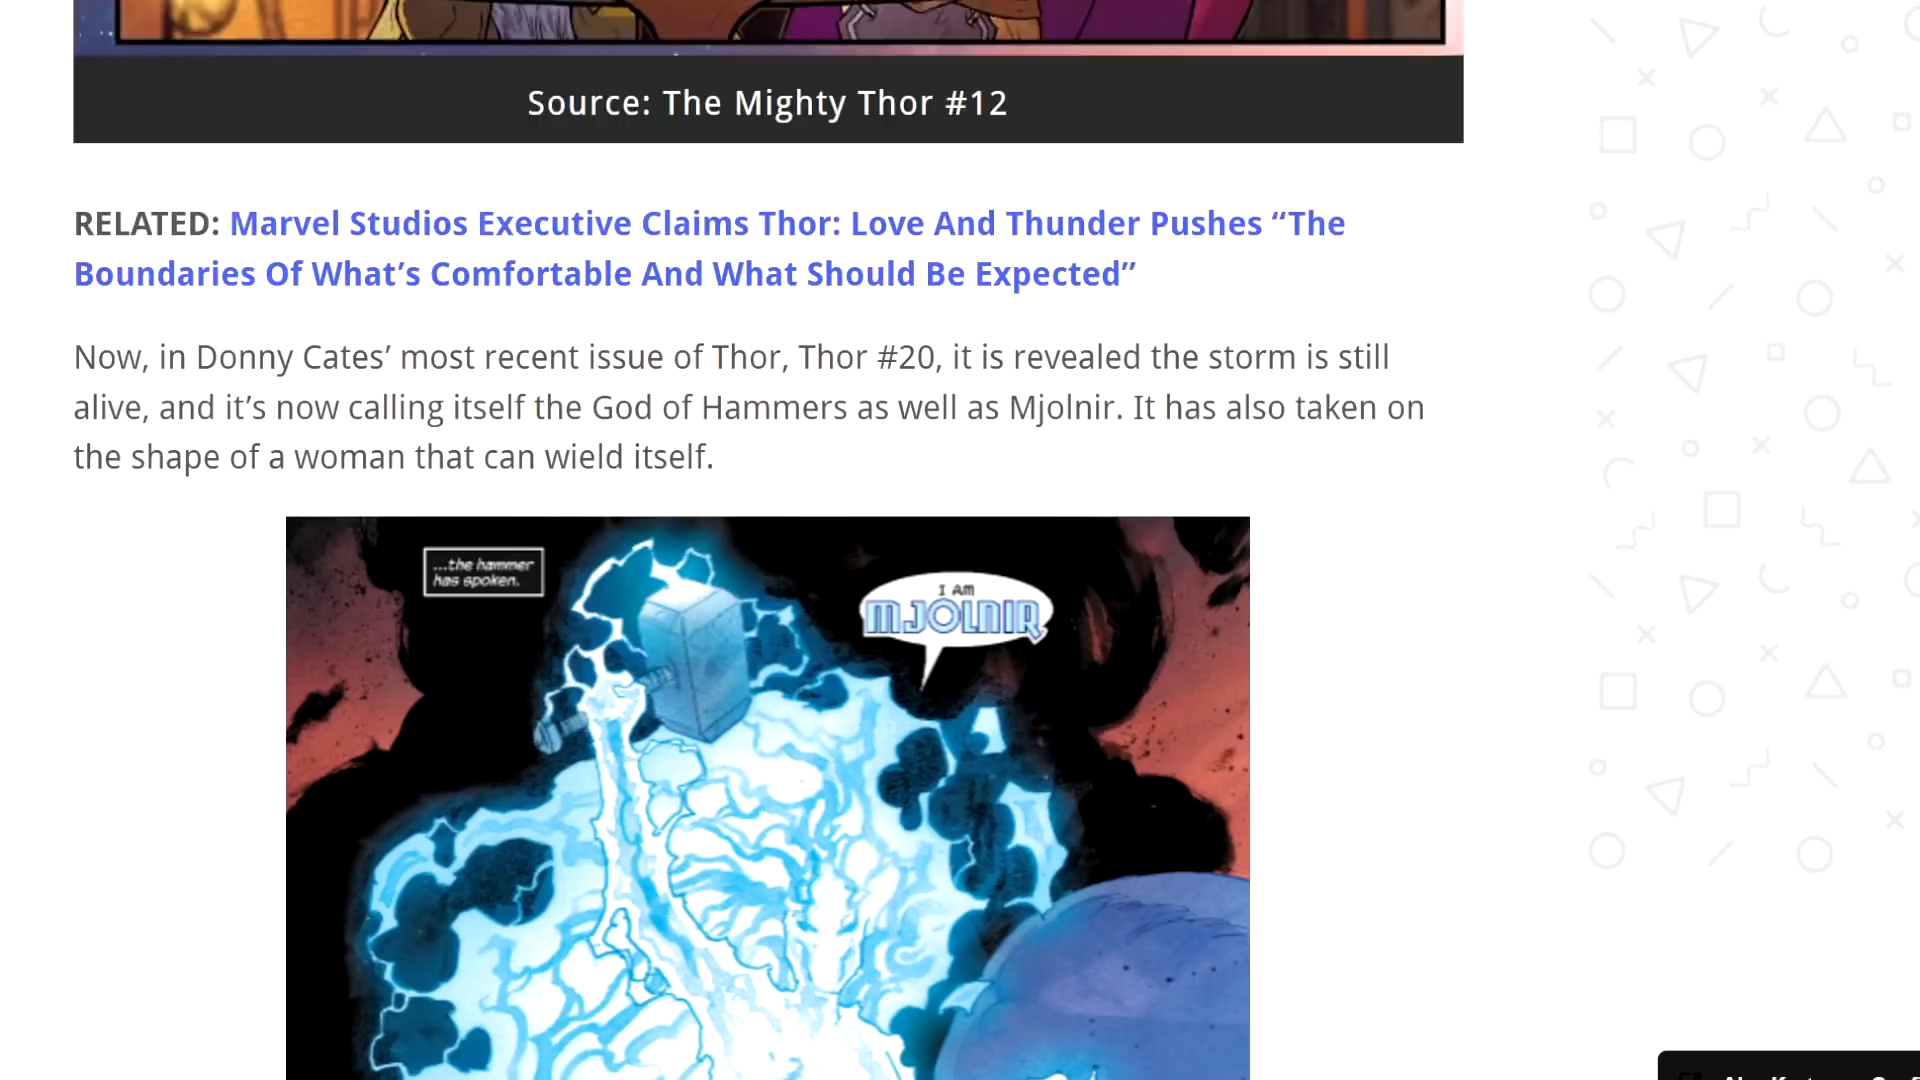 Source: The Mighty Thor #12
RELATED: Marvel Studios Executive Claims Thor: Love And Thunder Pushes “The
Boundaries Of What’s Comfortable And What Should Be Expected”
Now, in Donny Cates’ most recent issue of Thor, Thor #20, it is revealed the storm is still
alive, and it’s now calling itself the God of Hammers as well as Mjolnir. It has also taken on
the shape of a woman that can wield itself.
...the hammer
has spoken.
I AM
MJOLNIR